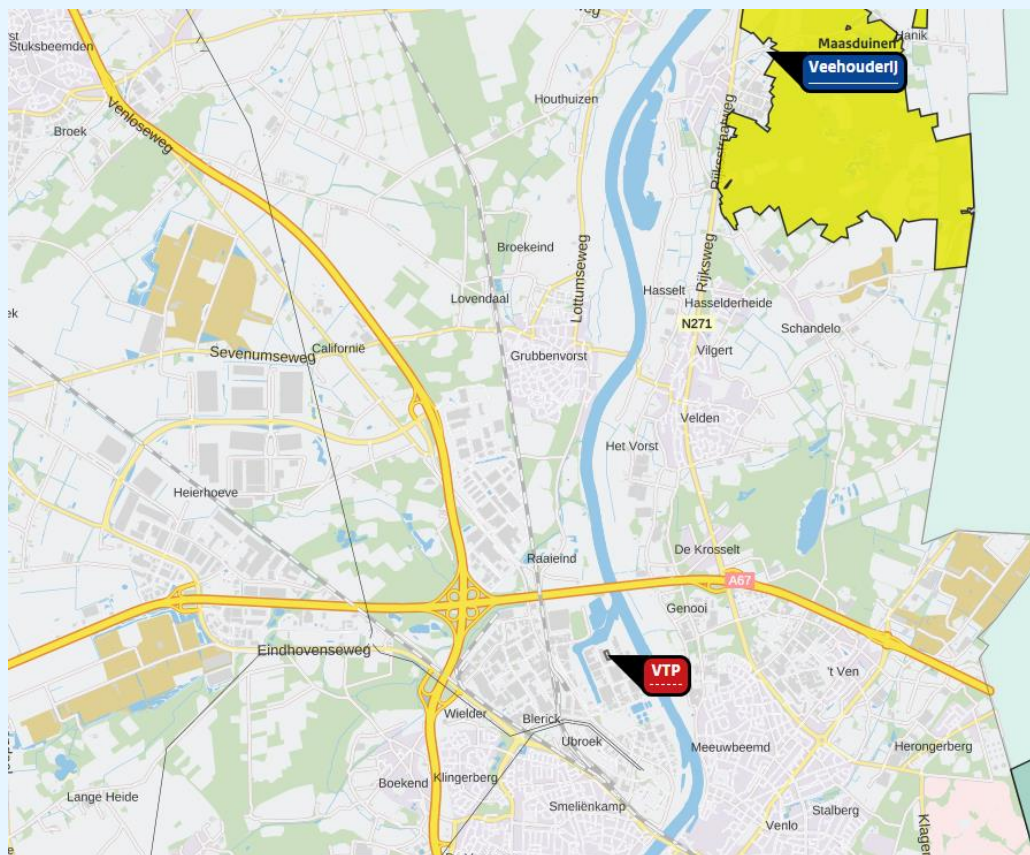 Stuksbeemden
Maasduinen
Veehouderij
Houthuizen
Venloseweg
Broek
Rijksstraatweg
Broekeind
Lottumseweg
Rijksweg
Lovendaal
Hasselt
Hasselderheide
N271
Schandelo
Californië
Sevenumseweg
Grubbenvorst
Vilgert
Velden
Het Vorst
Heierhoeve
De Krosselt
Raaieind
A67
Genooi
Eindhovenseweg
VTP
't Ven
Wielder
Blerick
Ubroek
Meeuwbeemd
Herongerberg
Boekend
Klingerberg
Lange Heide
Smeliënkamp
Stalberg
Venlo